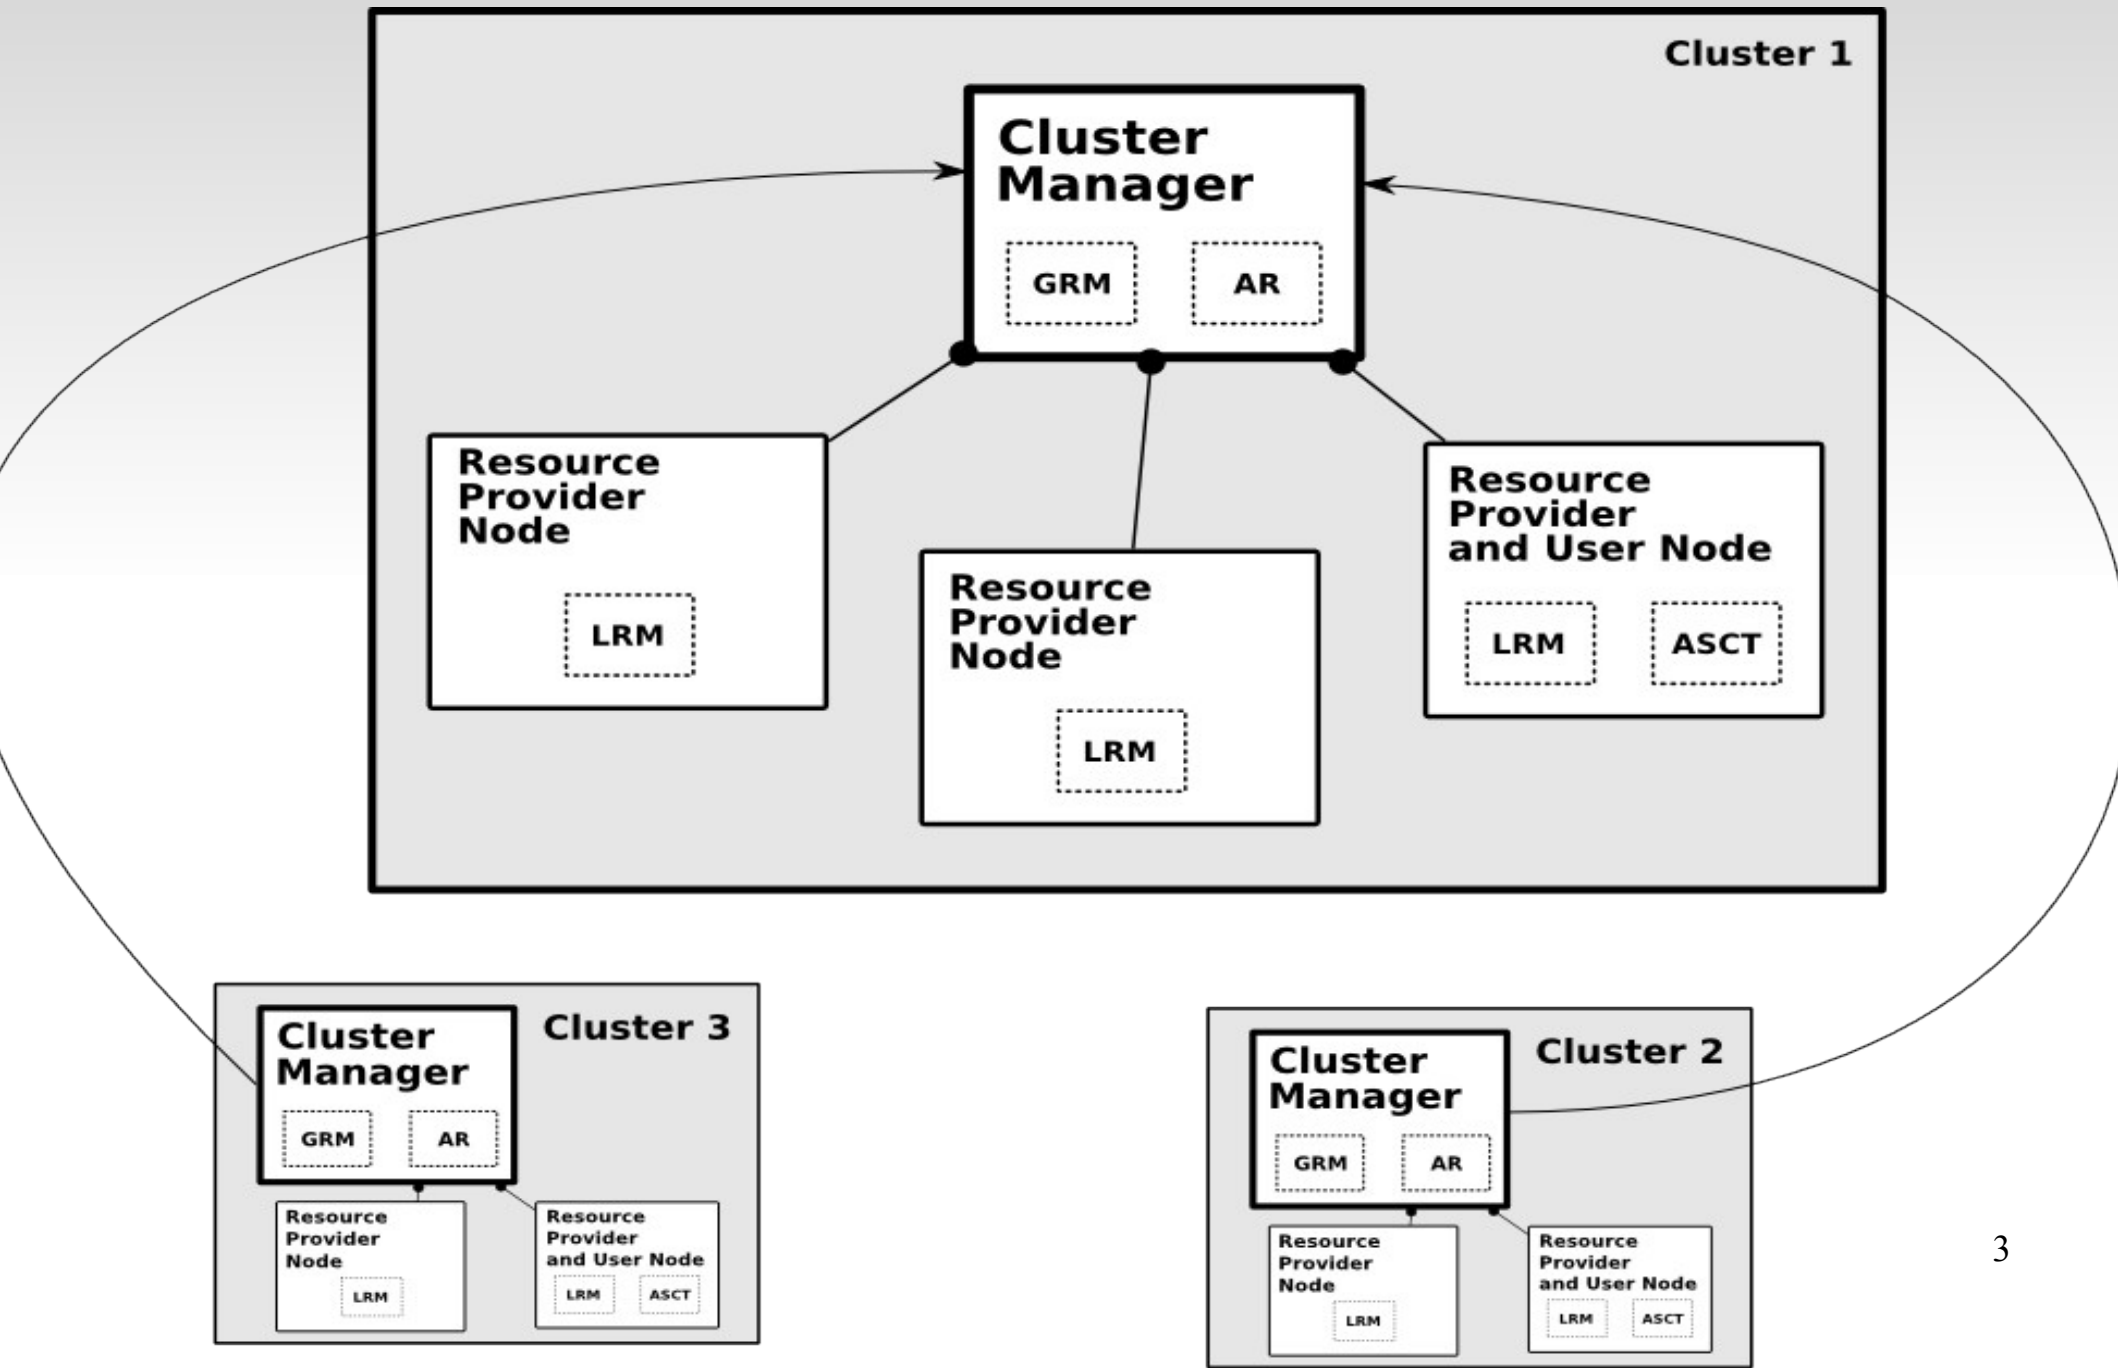 Cluster 1
Cluster
Manager
GRM
AR
Resource
Provider
Node
LRM
Resource
Provider
Node
LRM
Resource
Provider
and User Node
LRM
ASCT
Cluster 3
Cluster
Manager
GRM
AR
Resource
Provider
Node
LRM
Resource
Provider
and User Node
LRM
ASCT
Cluster 2
Cluster
Manager
GRM
AR
Resource
Provider
Node
LRM
Resource
Provider
and User Node
LRM
ASCT
3